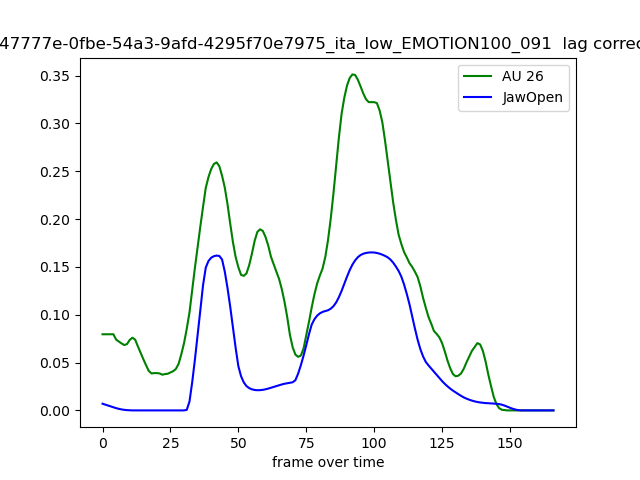 47777e-0fbe-54a3-9afd-4295f70e7975_ita_low_EMOTION100_091  lag correc
AU 26
JawOpen
0.35
0.30
0.25
0.20
0.15
0.10
0.05
0.00
0 25 50 75 100 125 150
frame over time